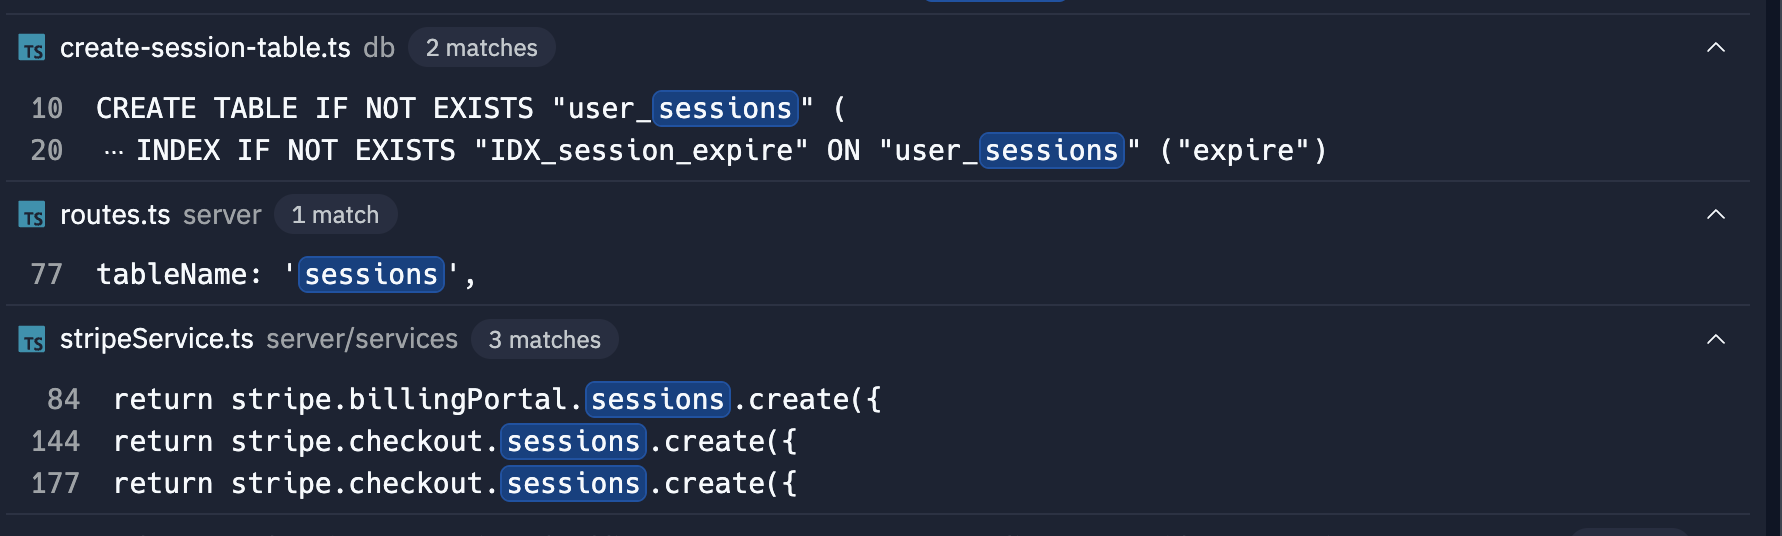 TS create-session-table.ts db 2 matches
10 CREATE TABLE IF NOT EXISTS "user_sessions" (
20 ... INDEX IF NOT EXISTS "IDX_session_expire" ON "user_sessions" ("expire")
TS routes.ts server 1 match
77 tableName: 'sessions',
TS stripeService.ts server/services 3 matches
84 return stripe.billingPortal.sessions.create({
144 return stripe.checkout.sessions.create({
177 return stripe.checkout.sessions.create({